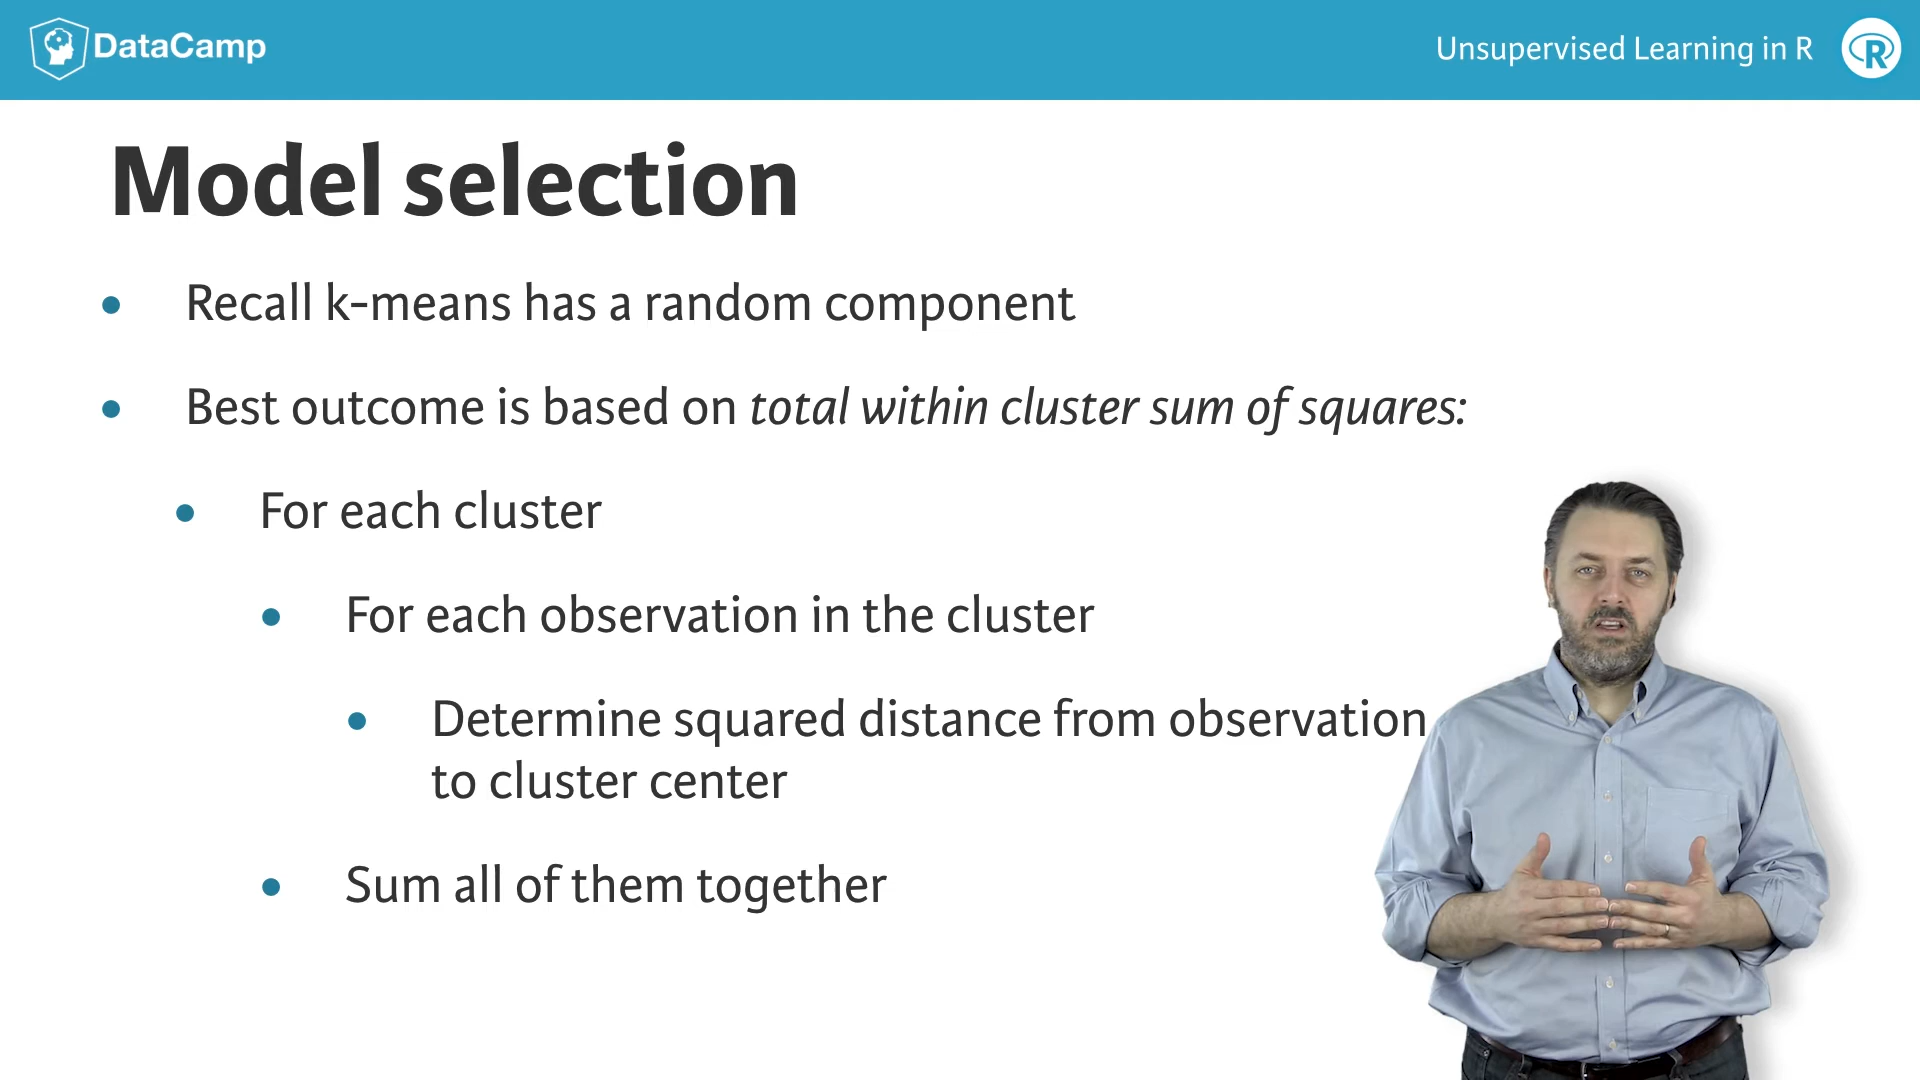 DataCamp
Unsupervised Learning in R
R
Model selection
Recall k-means has a random component
Best outcome is based on total within cluster sum of squares:
For each cluster
For each observation in the cluster
Determine squared distance from observation
to cluster center
Sum all of them together